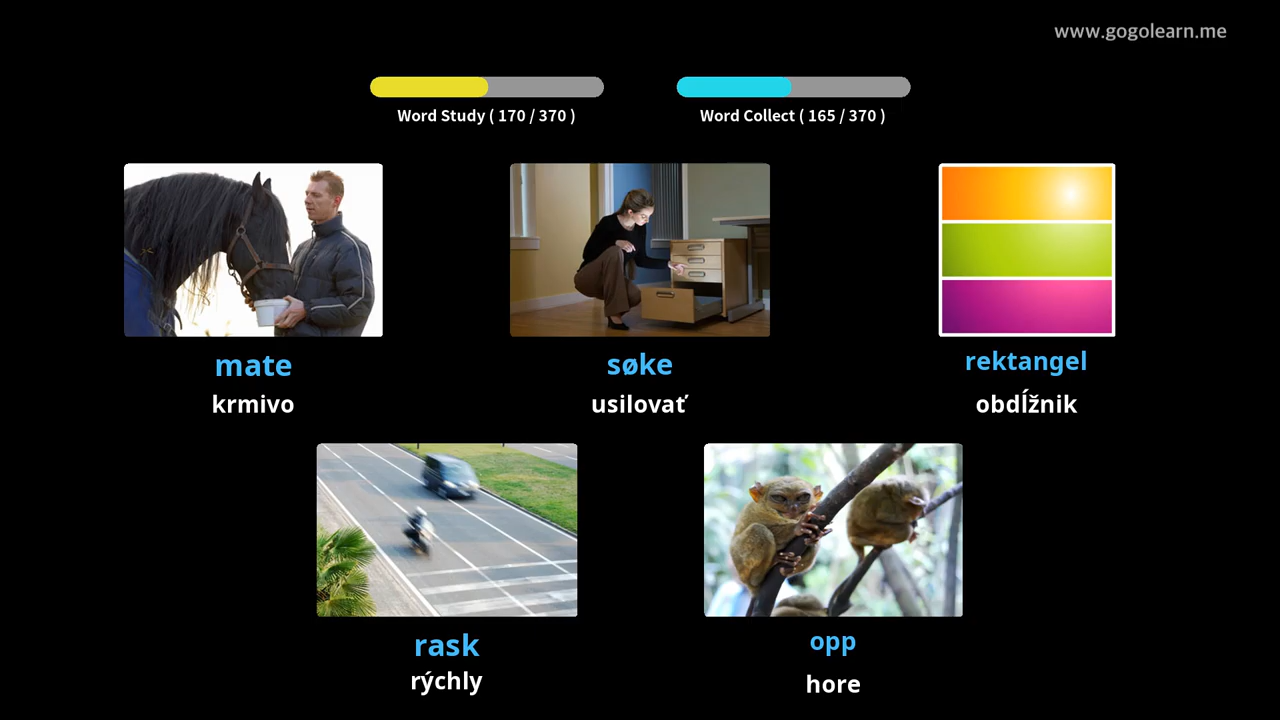 www.gogolearn.me
Word Study ( 170 / 370 )
Word Collect ( 165 / 370 )
mate
krmivo
søke
usilovať
rektangel
obdĺžnik
rask
rýchly
opp
hore